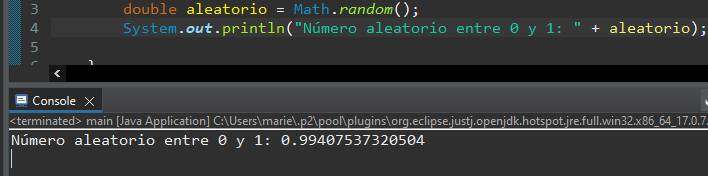 3 double aleatorio = Math.random();
4 System.out.println("Número aleatorio entre 0 y 1: " + aleatorio);
5
6 }
Console
<terminated> main [Java Application] C:\Users\marie\.p2\pool\plugins\org.eclipse.justj.openjdk.hotspot.jre.full.win32.x86_64_17.0.7.
Número aleatorio entre 0 y 1: 0.99407537320504